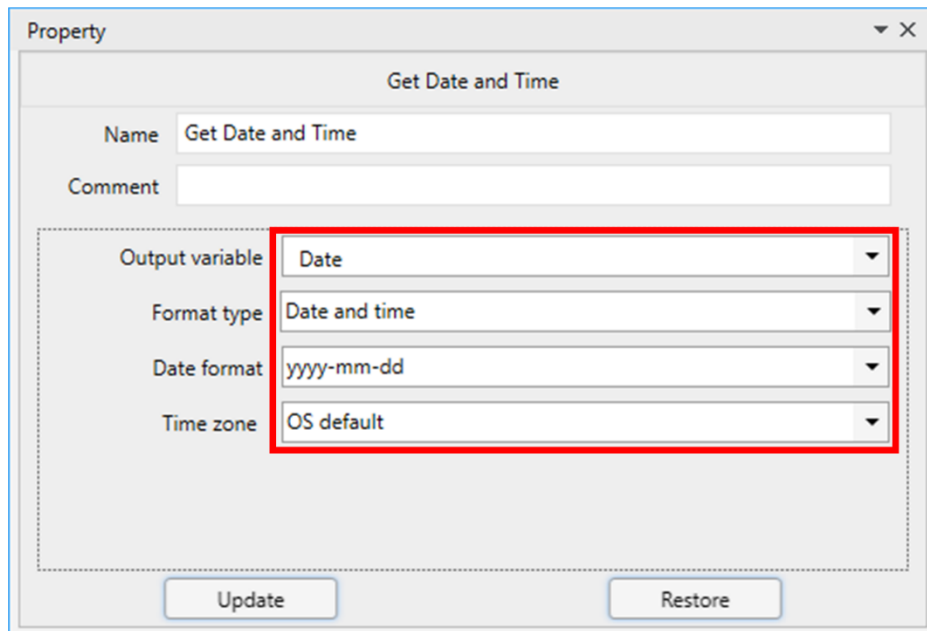 Property
Get Date and Time
Name Get Date and Time
Comment
Output variable Date
Format type Date and time
Date format yyyy-mm-dd
Time zone OS default
Update Restore